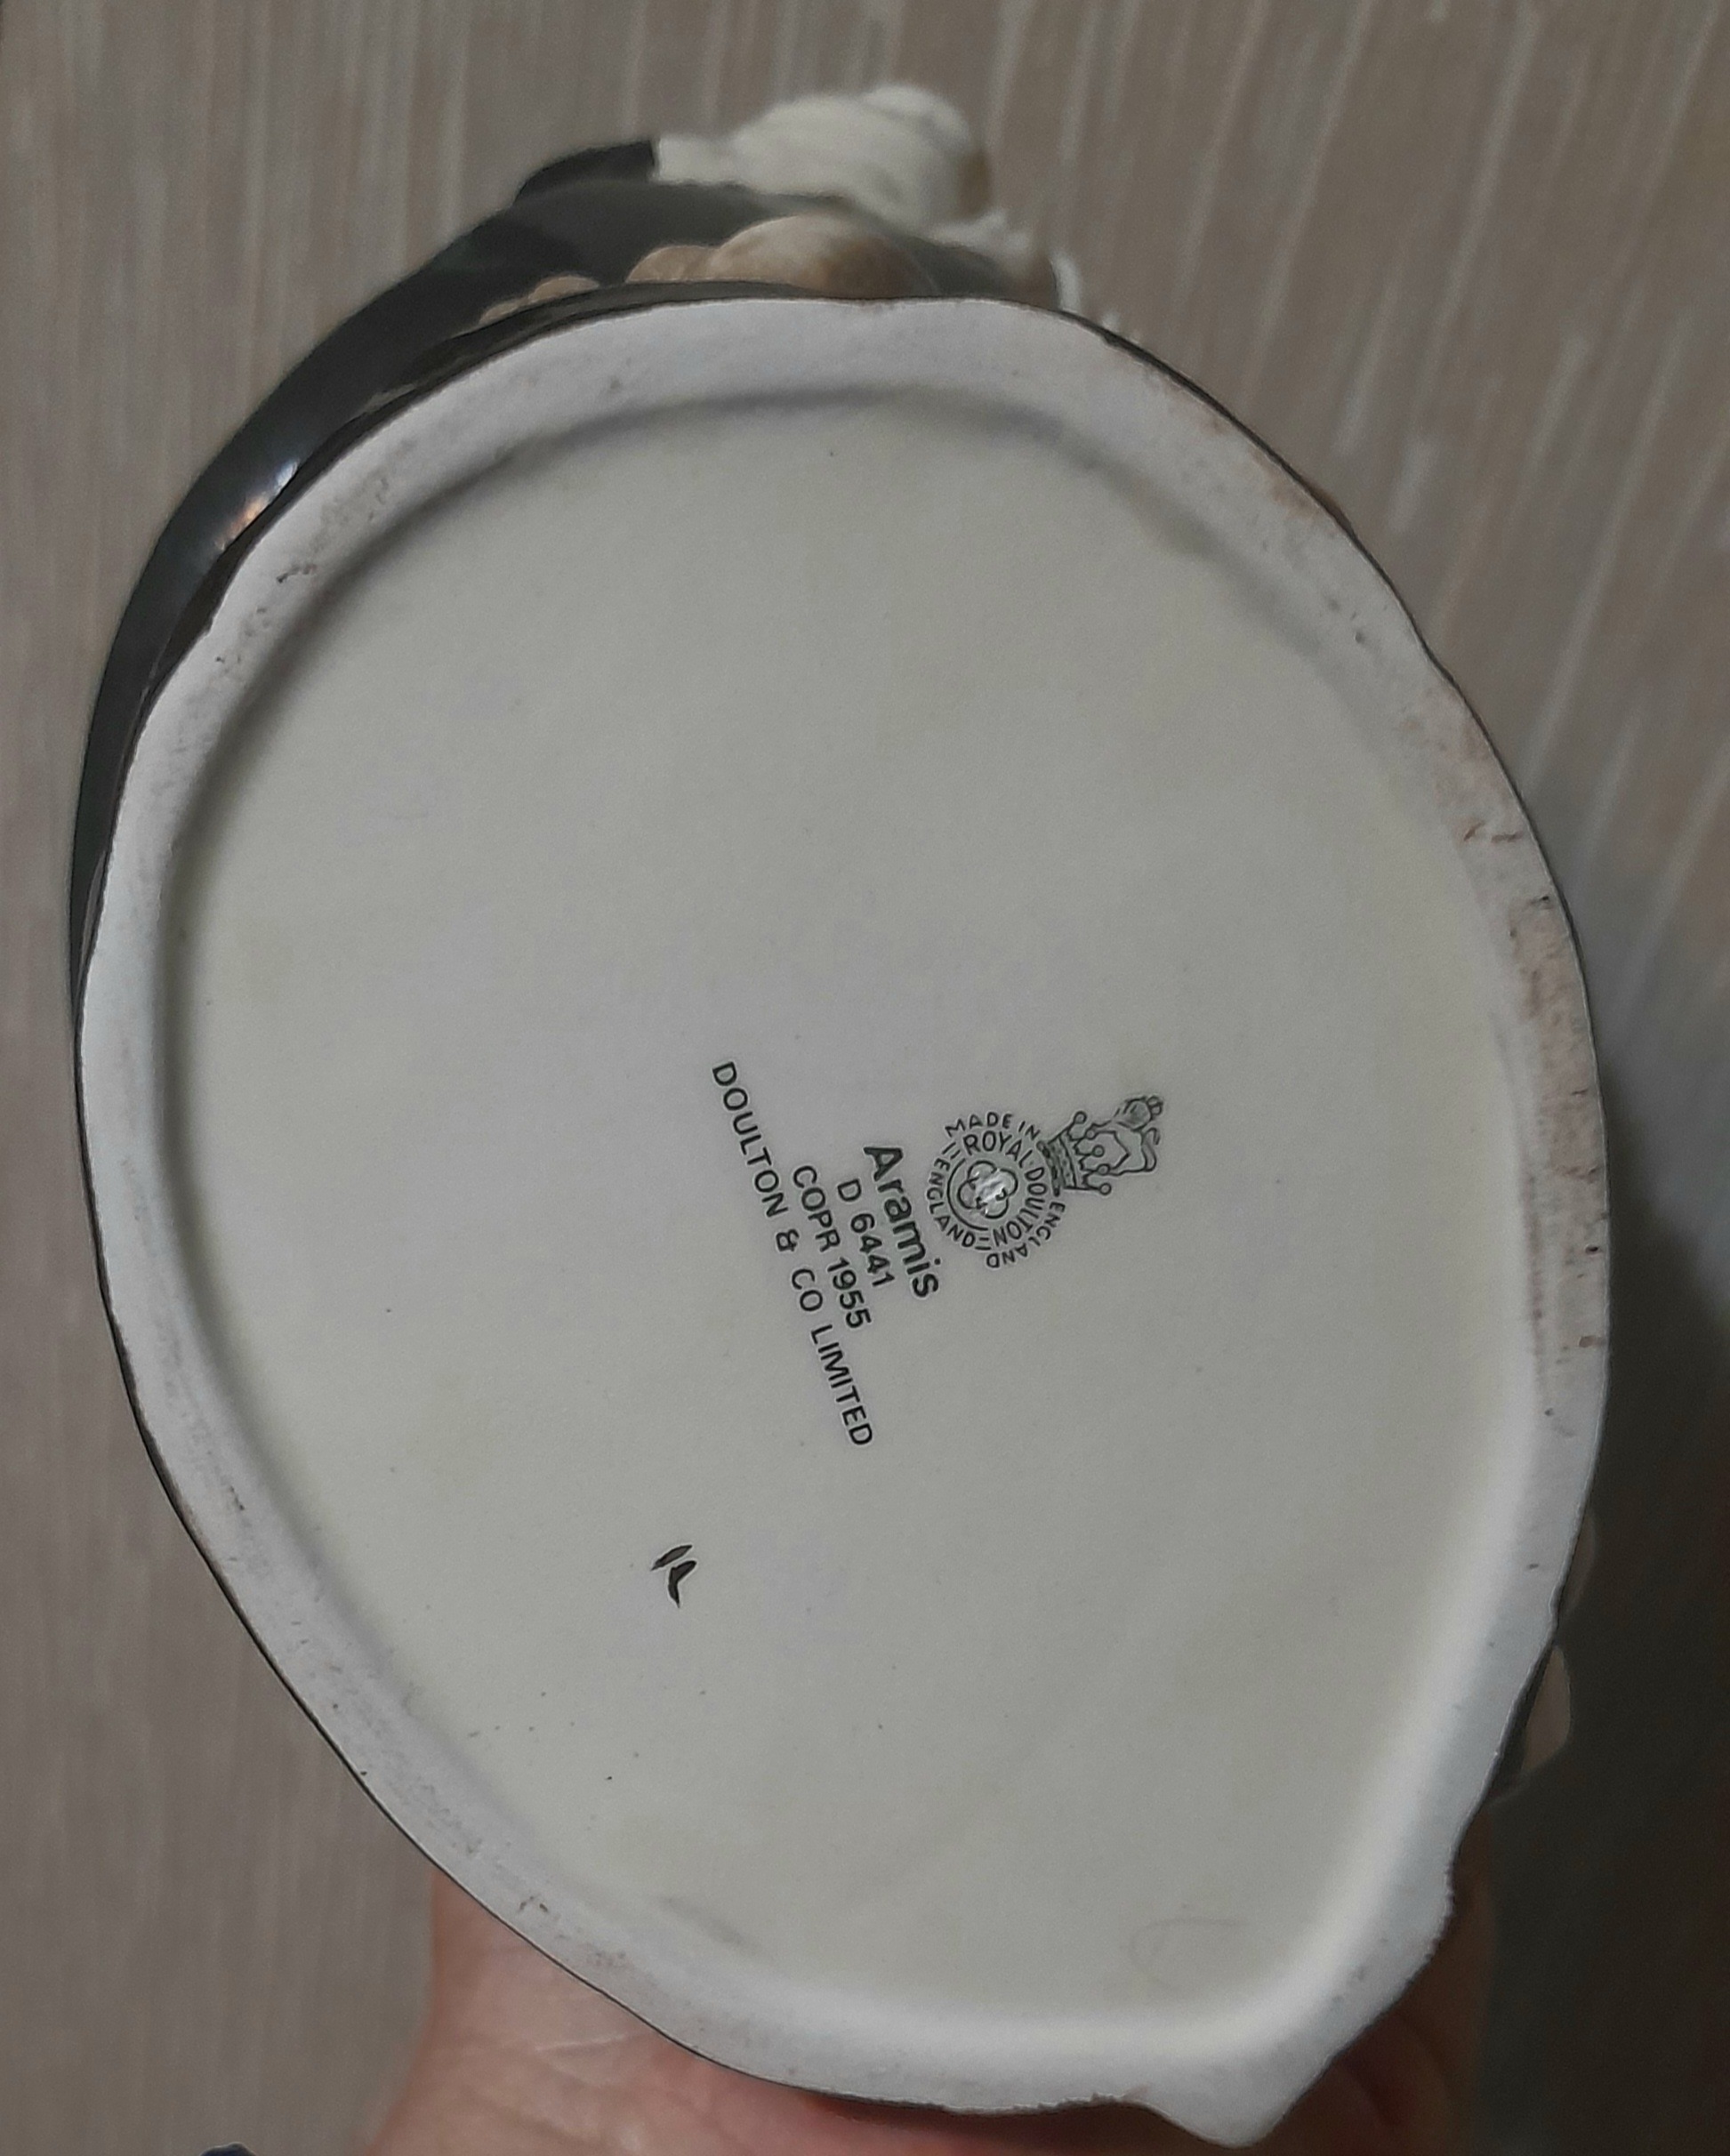 MADE IN ENGLAND
ROYAL DOULTON
ENGLAND
Aramis
D 6441
COPR 1955
DOULTON & CO LIMITED